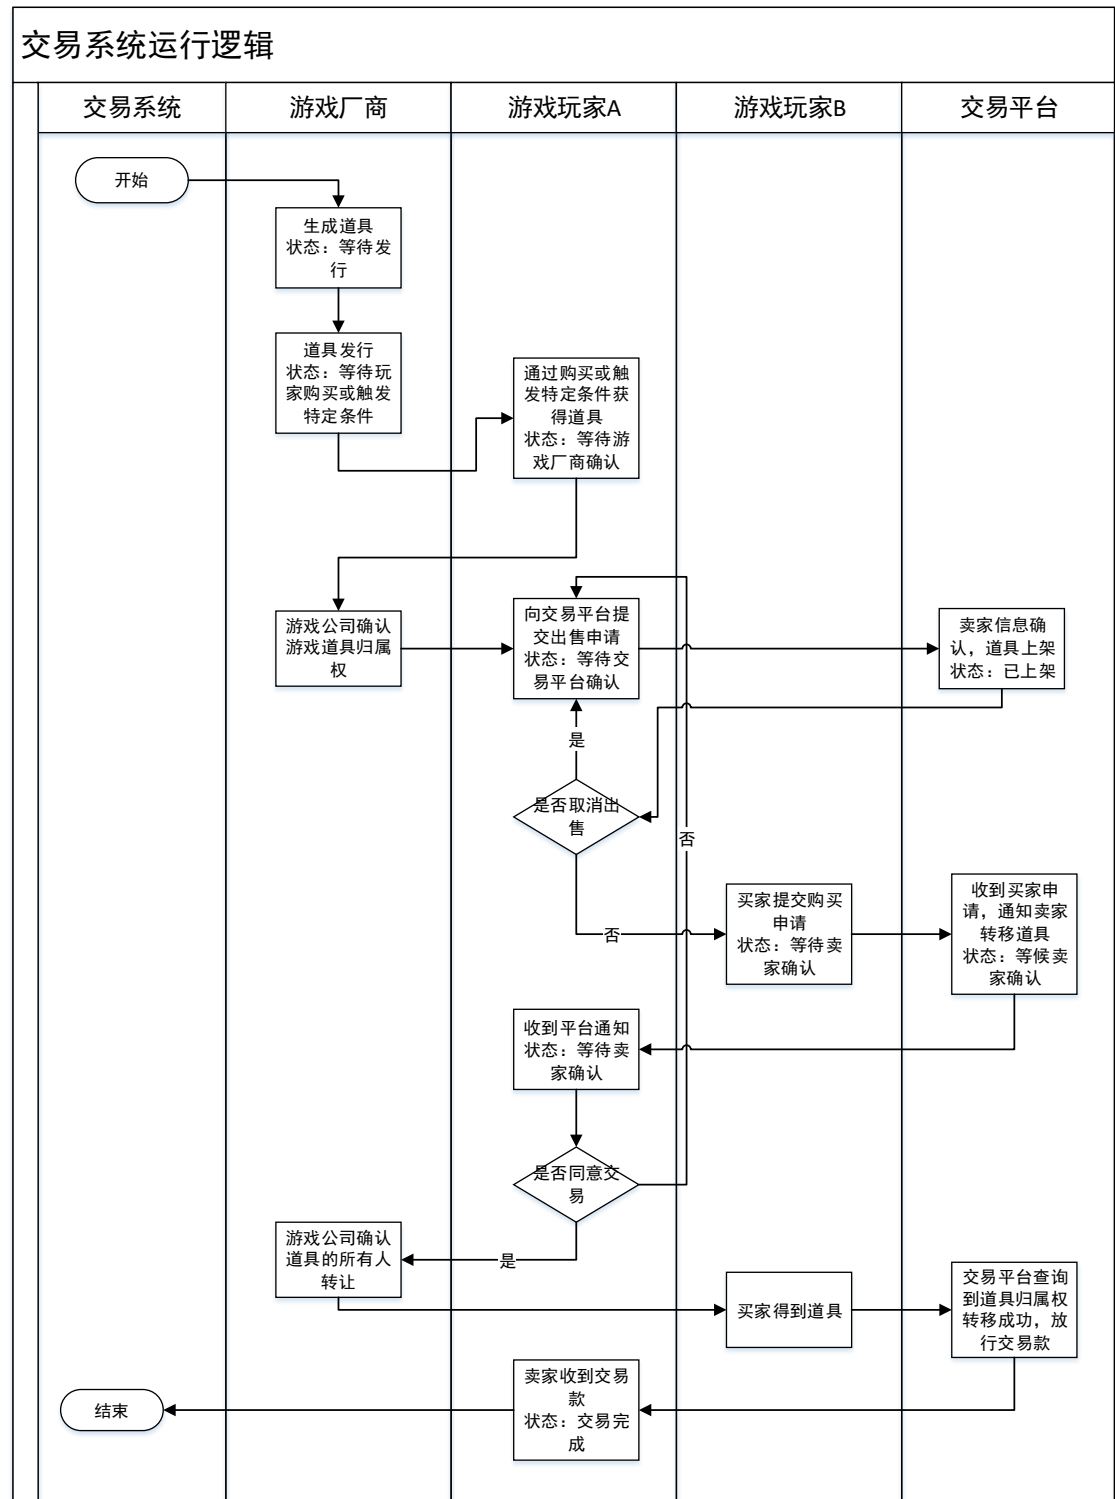 交易系统运行逻辑
交易系统
游戏厂商
游戏玩家A
游戏玩家B
交易平台
开始
生成道具
状态：等待发
行
道具发行
状态：等待玩
家购买或触发
特定条件
通过购买或触
发特定条件获
得道具
状态：等待游
戏厂商确认
游戏公司确认
游戏道具归属
权
向交易平台提
交出售申请
状态：等待交
易平台确认
卖家信息确
认，道具上架
状态：已上架
是
是否取消出
售
否
否
买家提交购买
申请
状态：等待卖
家确认
收到买家申
请，通知卖家
转移道具
状态：等候卖
家确认
收到平台通知
状态：等待卖
家确认
是否同意交
易
是
游戏公司确认
道具的所有人
转让
买家得到道具
交易平台查询
到道具归属权
转移成功，放
行交易款
卖家收到交易
款
状态：交易完
成
结束